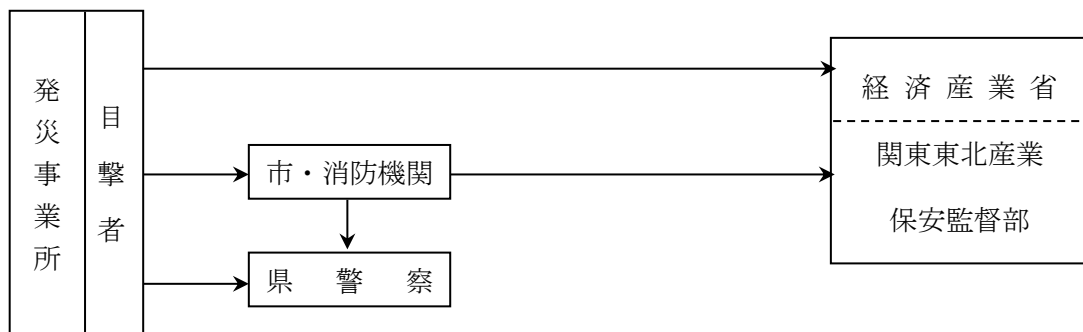 発災事業所
目撃者
市・消防機関
県警察
経済産業省
関東東北産業
保安監督部